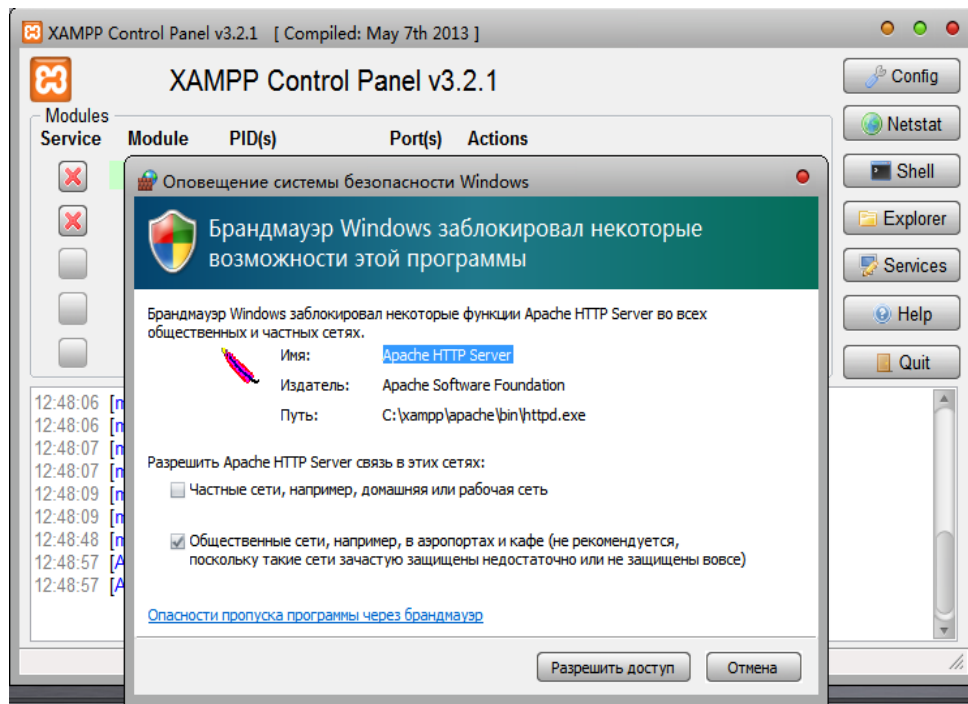 XAMPP Control Panel v3.2.1 [ Compiled: May 7th 2013 ]
XAMPP Control Panel v3.2.1
Modules
Service Module PID(s) Port(s) Actions
Config
Netstat
Shell
Explorer
Services
Help
Quit
Оповещение системы безопасности Windows
Брандмауэр Windows заблокировал некоторые
возможности этой программы
Брандмауэр Windows заблокировал некоторые функции Apache HTTP Server во всех
общественных и частных сетях.
Имя: Apache HTTP Server
Издатель: Apache Software Foundation
Путь: C:\xampp\apache\bin\httpd.exe
Разрешить Apache HTTP Server связь в этих сетях:
Частные сети, например, домашняя или рабочая сеть
Общественные сети, например, в аэропортах и кафе (не рекомендуется,
поскольку такие сети зачастую защищены недостаточно или не защищены вовсе)
Опасности пропуска программы через брандмауэр
Разрешить доступ Отмена
12:48:06
12:48:06
12:48:07
12:48:07
12:48:09
12:48:09
12:48:48
12:48:57 [A
12:48:57 [A